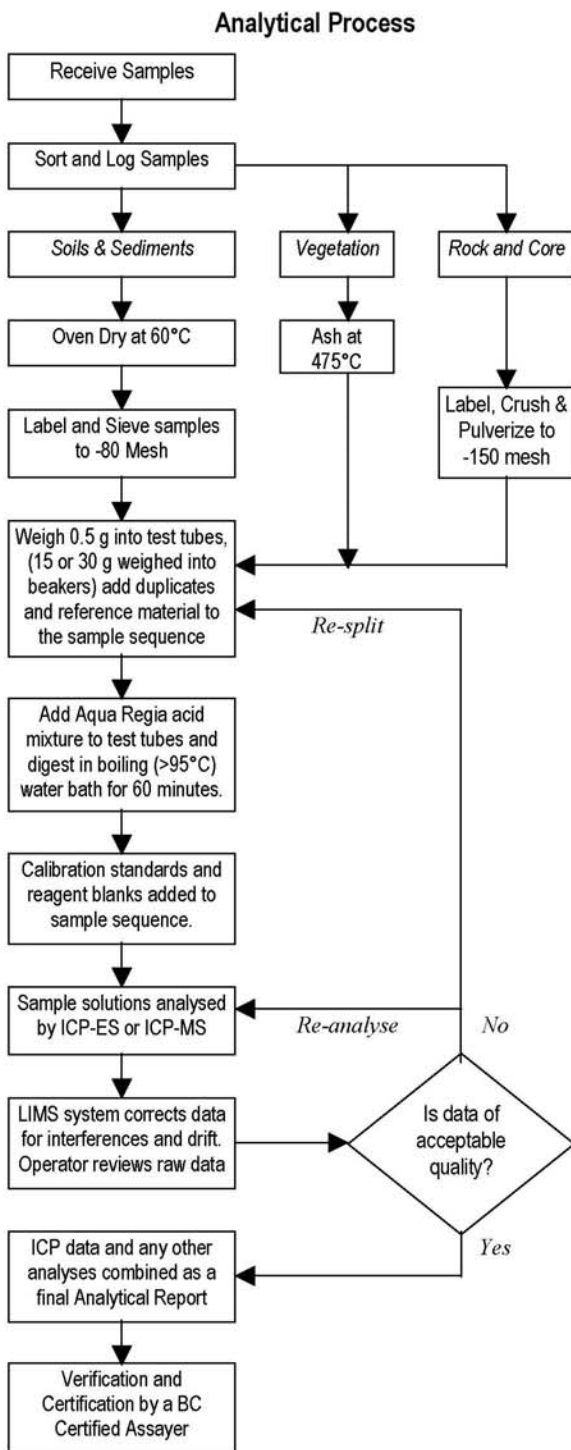 Analytical Process
Receive Samples
Sort and Log Samples
Soils & Sediments
Vegetation
Rock and Core
Oven Dry at 60°C
Ash at
475°C
Label and Sieve samples
to -80 Mesh
Label, Crush &
Pulverize to
-150 mesh
Weigh 0.5 g into test tubes,
(15 or 30 g weighed into
beakers) add duplicates
and reference material to
the sample sequence
Re-split
Add Aqua Regia acid
mixture to test tubes and
digest in boiling (>95°C)
water bath for 60 minutes.
Calibration standards and
reagent blanks added to
sample sequence.
Sample solutions analysed
by ICP-ES or ICP-MS
Re-analyse
No
LIMS system corrects data
for interferences and drift.
Operator reviews raw data
Is data of
acceptable
quality?
Yes
ICP data and any other
analyses combined as a
final Analytical Report
Verification and
Certification by a BC
Certified Assayer